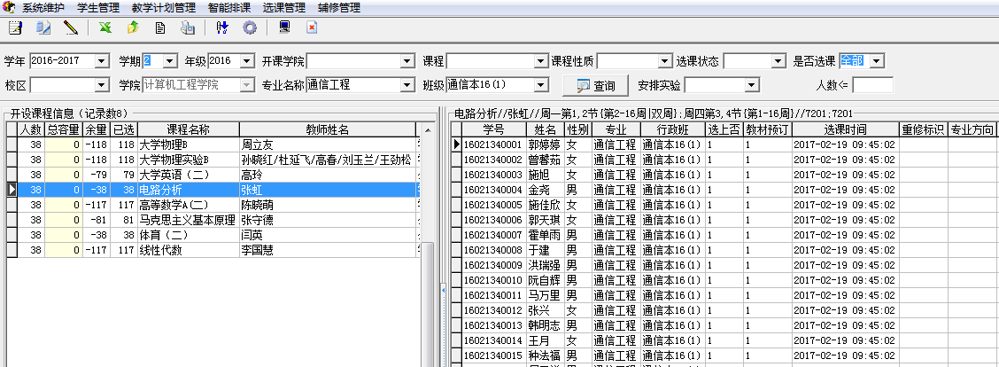 系统维护 学生管理 教学计划管理 智能排课 选课管理 辅修管理
学年 2016-2017 学期 2 年级 2016 开课学院 课程 课程性质 选课状态 是否选课 全部
校区 学院 计算机工程学院 专业名称 通信工程 班级 通信本16(1) 查询 安排实验 人数<=
开设课程信息（记录数8）
人数 总容量 余量 已选 课程名称 教师姓名
38 0 -118 118 大学物理B 周立友
38 0 -118 118 大学物理实验B 孙晓红/杜延飞/高春/刘玉兰/王劲松
38 0 -79 79 大学英语（二） 高玲
38 0 -38 38 电路分析 张虹
38 0 -117 117 高等数学A(二) 陈晓萌
38 0 -81 81 马克思主义基本原理 张守德
38 0 -38 38 体育（二） 闫英
38 0 -117 117 线性代数 李国慧
电路分析//张虹//周一第1,2节{第2-16周|双周};周四第3,4节{第1-16周}//7201;7201
学号 姓名 性别 专业 行政班 选上否 教材预订 选课时间 重修标识 专业方向
16021340001 郭婷婷 女 通信工程 通信本16(1) 1 1 2017-02-19 09:45:02
16021340002 曾馨茹 女 通信工程 通信本16(1) 1 1 2017-02-19 09:45:02
16021340003 施旭 女 通信工程 通信本16(1) 1 1 2017-02-19 09:45:02
16021340004 金尧 男 通信工程 通信本16(1) 1 1 2017-02-19 09:45:02
16021340005 施佳欣 女 通信工程 通信本16(1) 1 1 2017-02-19 09:45:02
16021340006 郭天琪 女 通信工程 通信本16(1) 1 1 2017-02-19 09:45:02
16021340007 霍单雨 男 通信工程 通信本16(1) 1 1 2017-02-19 09:45:02
16021340008 于建 男 通信工程 通信本16(1) 1 1 2017-02-19 09:45:02
16021340009 洪瑞强 男 通信工程 通信本16(1) 1 1 2017-02-19 09:45:02
16021340010 阮自辉 男 通信工程 通信本16(1) 1 1 2017-02-19 09:45:02
16021340011 马万里 男 通信工程 通信本16(1) 1 1 2017-02-19 09:45:02
16021340012 张兴 女 通信工程 通信本16(1) 1 1 2017-02-19 09:45:02
16021340013 韩明志 男 通信工程 通信本16(1) 1 1 2017-02-19 09:45:02
16021340014 王月 女 通信工程 通信本16(1) 1 1 2017-02-19 09:45:02
16021340015 种法福 男 通信工程 通信本16(1) 1 1 2017-02-19 09:45:02